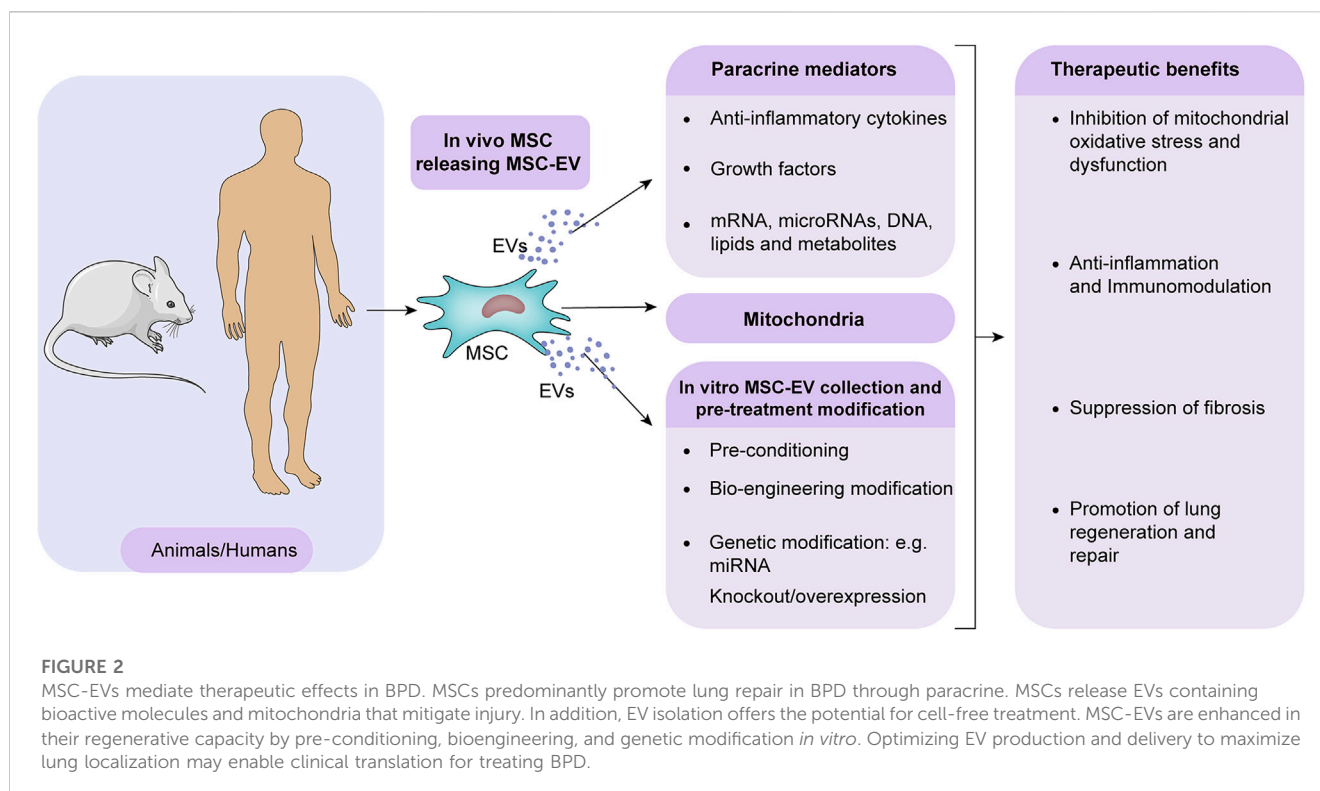 Animals/Humans
In vivo MSC
releasing MSC-EV
EVs
MSC
EVs
Paracrine mediators
• Anti-inflammatory cytokines
• Growth factors
• mRNA, microRNAs, DNA,
lipids and metabolites
Mitochondria
In vitro MSC-EV collection and
pre-treatment modification
• Pre-conditioning
• Bio-engineering modification
• Genetic modification: e.g.
miRNA
Knockout/overexpression
Therapeutic benefits
• Inhibition of mitochondrial
oxidative stress and
dysfunction
• Anti-inflammation
and Immunomodulation
• Suppression of fibrosis
• Promotion of lung
regeneration and
repair
FIGURE 2
MSC-EVs mediate therapeutic effects in BPD. MSCs predominantly promote lung repair in BPD through paracrine. MSCs release EVs containing
bioactive molecules and mitochondria that mitigate injury. In addition, EV isolation offers the potential for cell-free treatment. MSC-EVs are enhanced in
their regenerative capacity by pre-conditioning, bioengineering, and genetic modification in vitro. Optimizing EV production and delivery to maximize
lung localization may enable clinical translation for treating BPD.